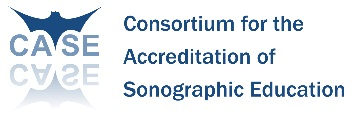 CASE
Consortium for the
Accreditation of
Sonographic Education